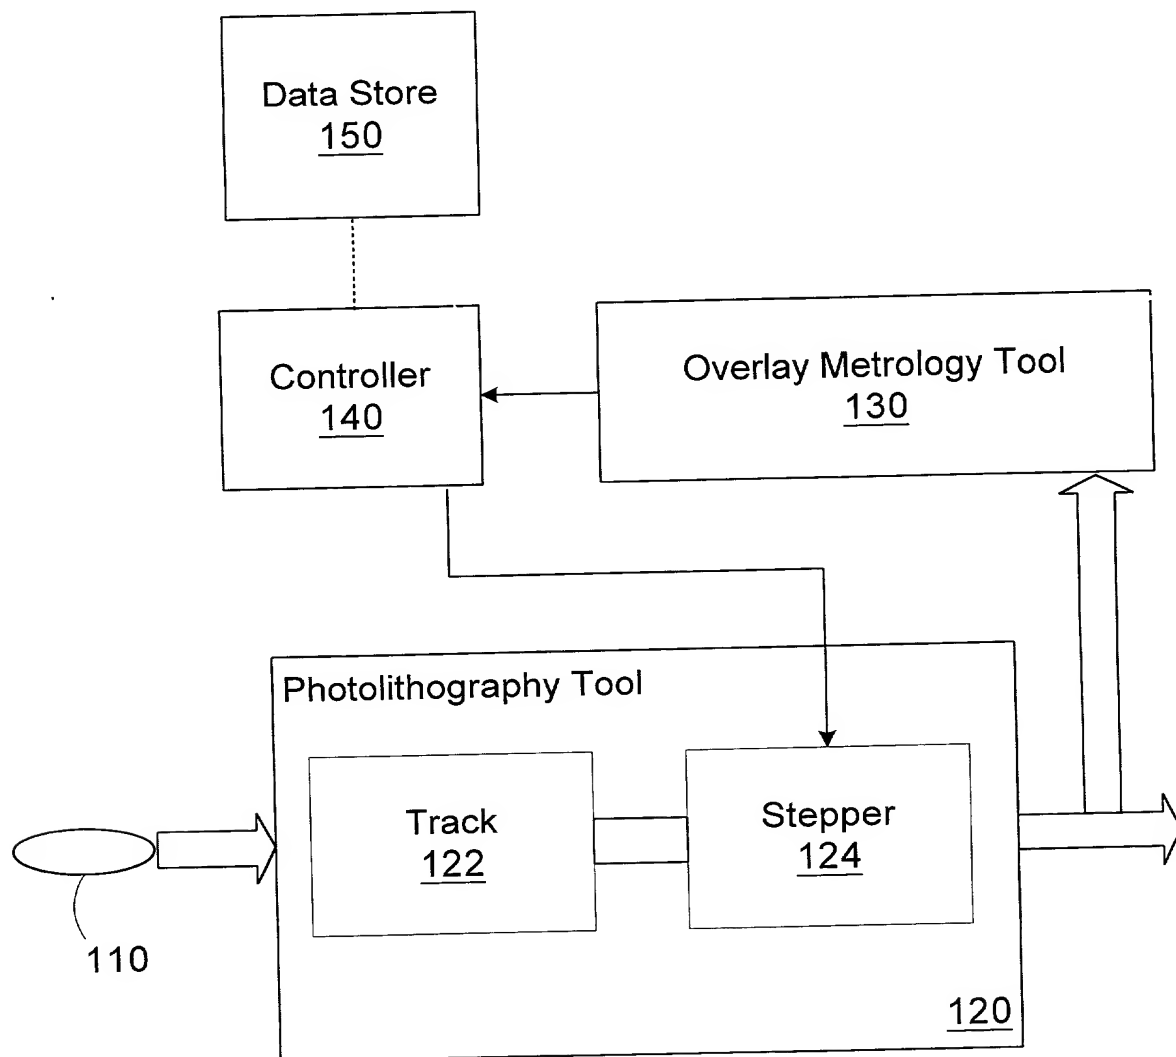 Data Store
150
Controller
140
Overlay Metrology Tool
130
Photolithography Tool
Track
122
Stepper
124
110
120